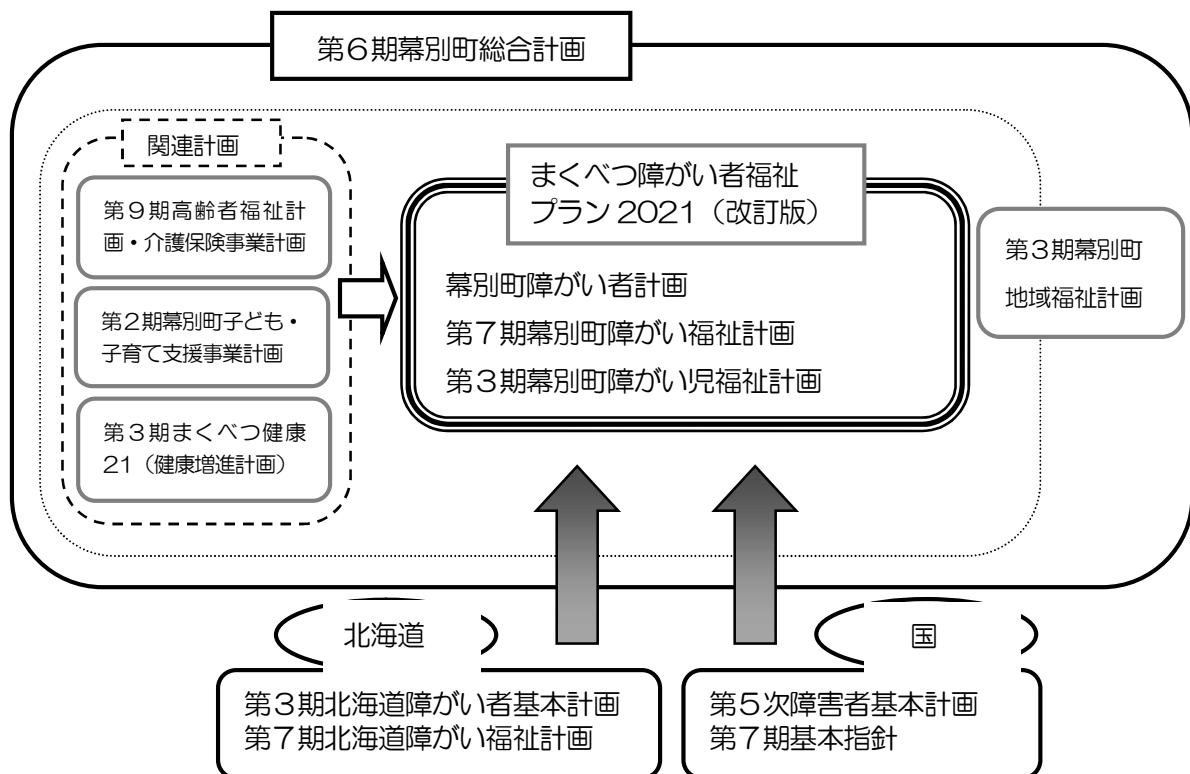 第６期幕別町総合計画
関連計画
第９期高齢者福祉計
画・介護保険事業計画
第２期幕別町子ども・
子育て支援事業計画
第３期まくべつ健康
21（健康増進計画）
まくべつ障がい者福祉
プラン 2021（改訂版）
幕別町障がい者計画
第７期幕別町障がい福祉計画
第３期幕別町障がい児福祉計画
第３期幕別町
地域福祉計画
北海道
第３期北海道障がい者基本計画
第７期北海道障がい福祉計画
国
第５次障害者基本計画
第７期基本指針